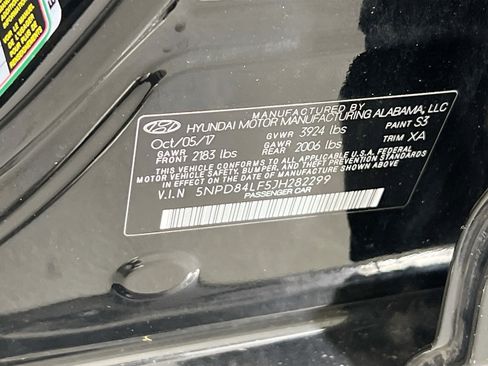 MANUFACTURED BY
HYUNDAI MOTOR MANUFACTURING ALABAMA, LLC
Oct/05/17 GVWR 3924 lbs PAINT S3
GAWR FRONT 2183 lbs GAWR REAR 2006 lbs TRIM XA
THIS VEHICLE CONFORMS TO ALL APPLICABLE U.S.A. FEDERAL
MOTOR VEHICLE SAFETY, BUMPER, AND THEFT PREVENTION STANDARDS
IN EFFECT ON THE DATE OF MANUFACTURE SHOWN ABOVE.
V.I.N 5NPD84LF5JH282299
PASSENGER CAR